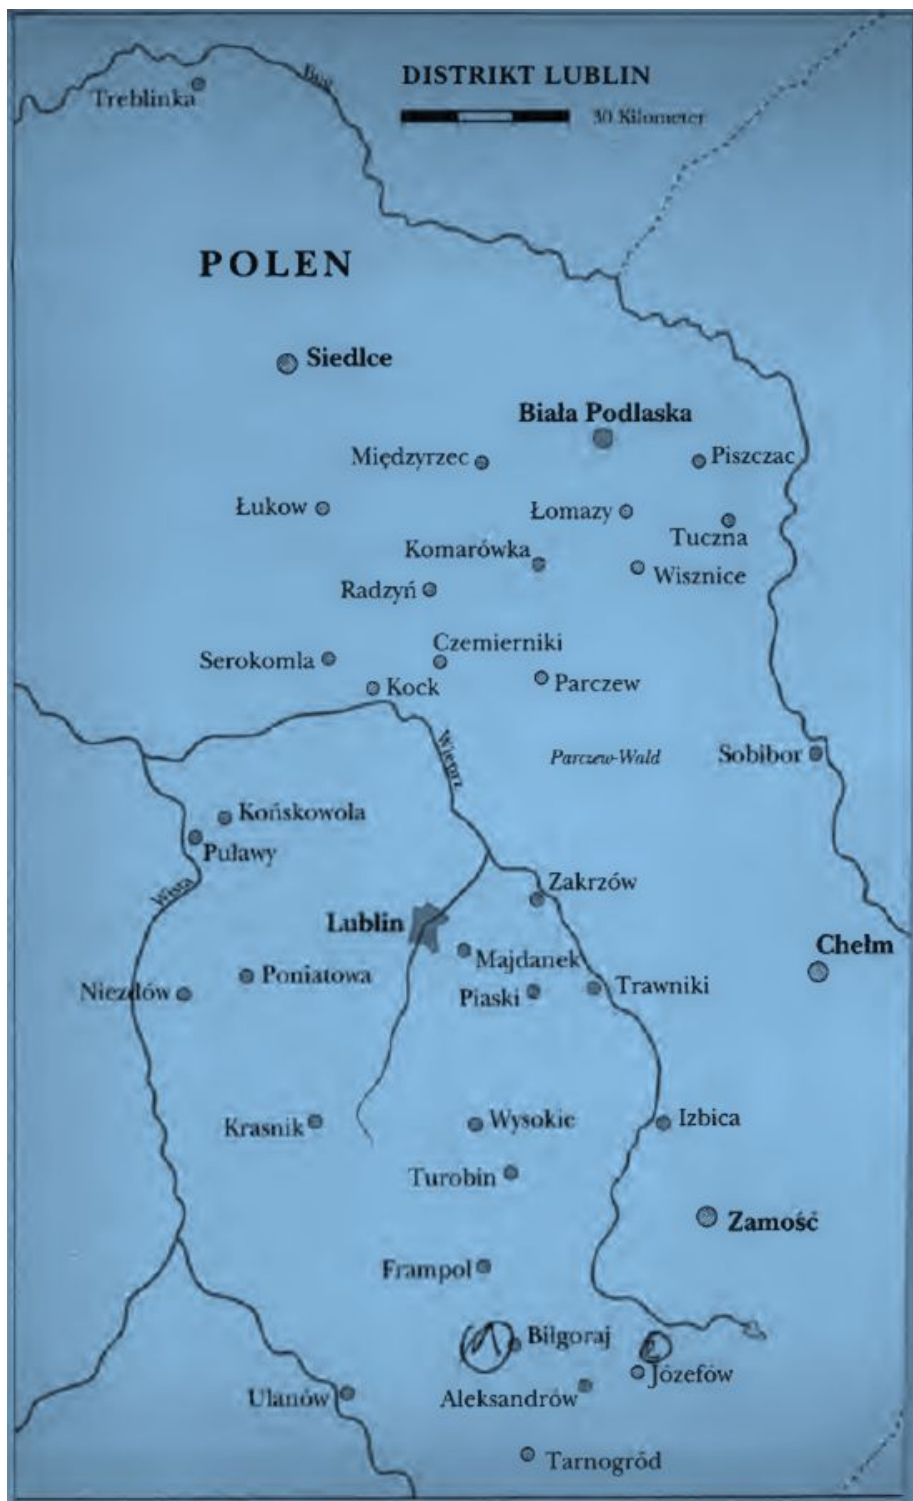 Bug
DISTRIKT LUBLIN
30 Kilometer
Treblinka
POLEN
Siedlce
Biała Podlaska
Międzyrzec
Piszczac
Łukow
Łomazy
Tuczna
Komarówka
Wisznice
Radzyń
Czemierniki
Serokomla
Kock
Parczew
Wieprz
Parczew-Wald
Sobibor
Końskowola
Puławy
Zakrzów
Wisła
Lublin
Chełm
Majdanek
Niezdów
Poniatowa
Piaski
Trawniki
Krasnik
Wysokie
Izbica
Turobin
Zamość
Frampol
1
Biłgoraj
2
Józefów
Ulanów
Aleksandrów
Tarnogród